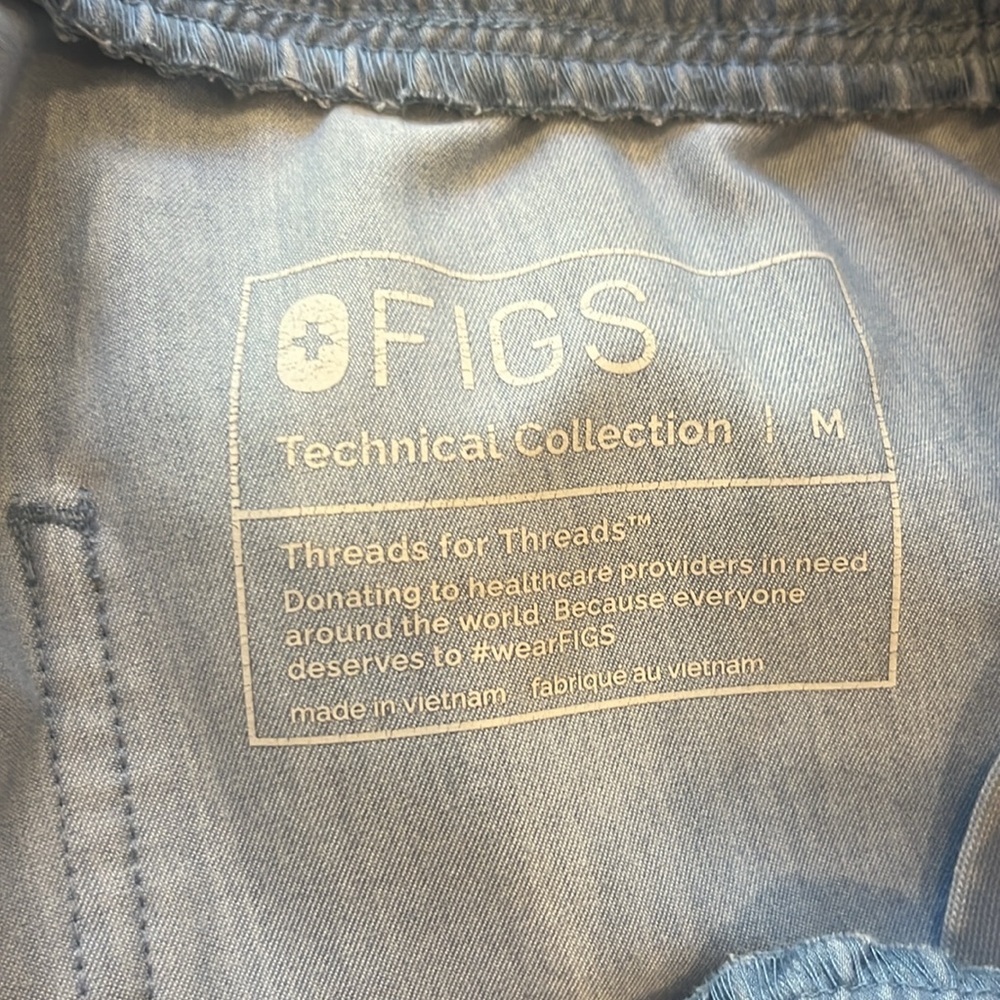 FIGS
Technical Collection | M
Threads for Threads™
Donating to healthcare providers in need
around the world Because everyone
deserves to #wearFIGS
made in vietnam fabrique au vietnam